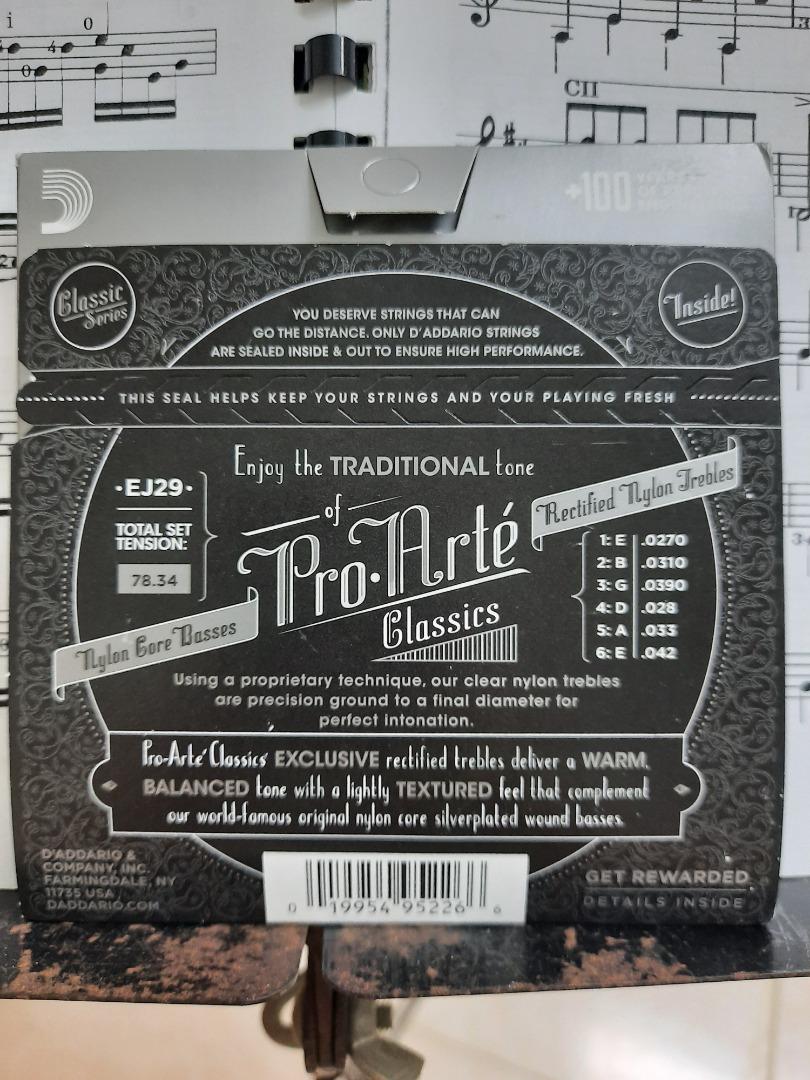 i
4
o
0
CII
+100
Classic
Series
Inside!
YOU DESERVE STRINGS THAT CAN
GO THE DISTANCE. ONLY D'ADDARIO STRINGS
ARE SEALED INSIDE & OUT TO ENSURE HIGH PERFORMANCE.
THIS SEAL HELPS KEEP YOUR STRINGS AND YOUR PLAYING FRESH
Enjoy the TRADITIONAL tone
of
Pro·Arté
Classics
·EJ29·
TOTAL SET
TENSION:
78.34
Nylon Core Basses
Rectified Nylon Trebles
1: E .0270
2: B .0310
3: G .0390
4: D .028
5: A .033
6: E .042
Using a proprietary technique, our clear nylon trebles
are precision ground to a final diameter for
perfect intonation.
Pro-Arté Classics' EXCLUSIVE rectified trebles deliver a WARM,
BALANCED tone with a lightly TEXTURED feel that complement
our world-famous original nylon core silverplated wound basses.
D'ADDARIO &
COMPANY, INC
FARMINGDALE, NY
11735 USA
DADDARIO.COM
0 19954 95226 6
GET REWARDED
DETAILS INSIDE